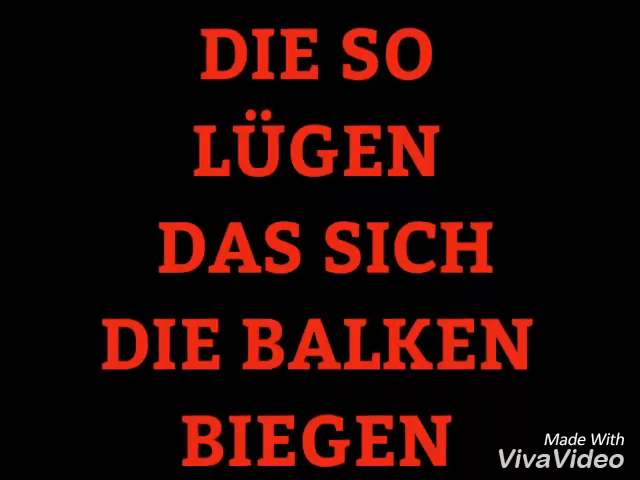 DIE SO
LÜGEN
DAS SICH
DIE BALKEN
BIEGEN
Made With
VivaVideo